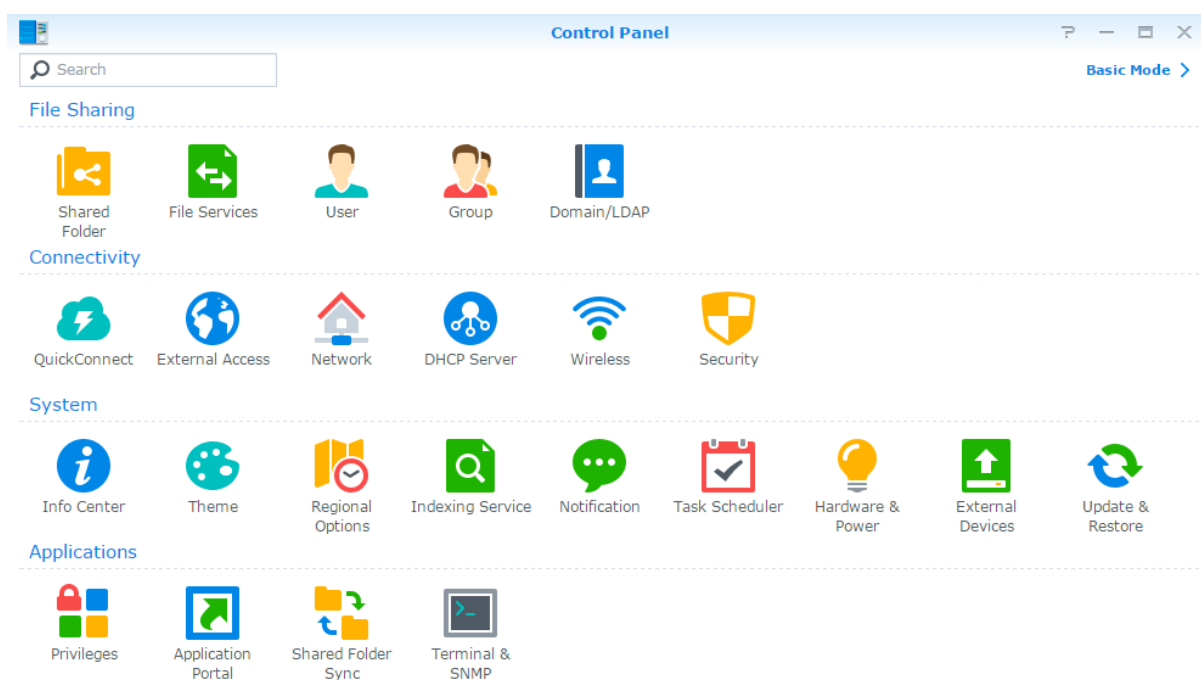 Control Panel
Search
Basic Mode
File Sharing
Shared Folder
File Services
User
Group
Domain/LDAP
Connectivity
QuickConnect
External Access
Network
DHCP Server
Wireless
Security
System
Info Center
Theme
Regional Options
Indexing Service
Notification
Task Scheduler
Hardware & Power
External Devices
Update & Restore
Applications
Privileges
Application Portal
Shared Folder Sync
Terminal & SNMP